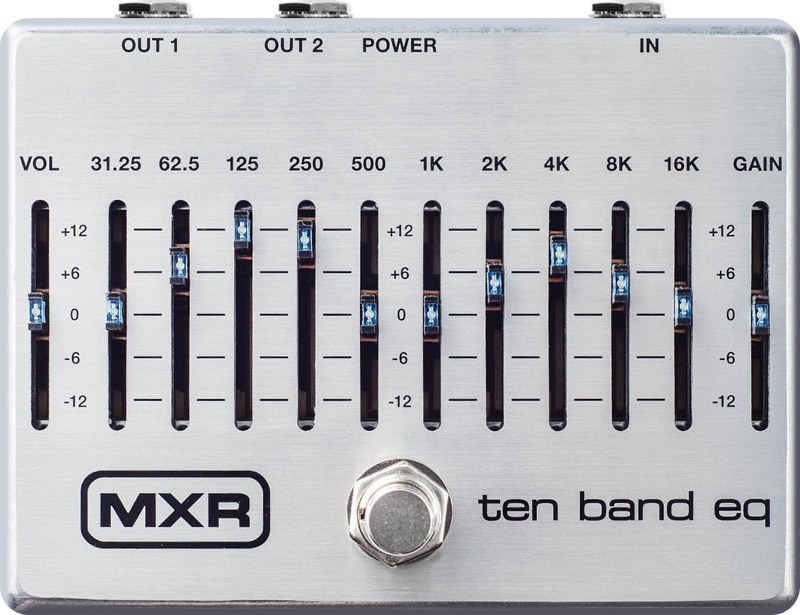 OUT 1 OUT 2 POWER IN
VOL 31.25 62.5 125 250 500 1K 2K 4K 8K 16K GAIN
+12 +12 +12
+6 +6 +6
0 0 0
-6 -6 -6
-12 -12 -12
MXR ten band eq